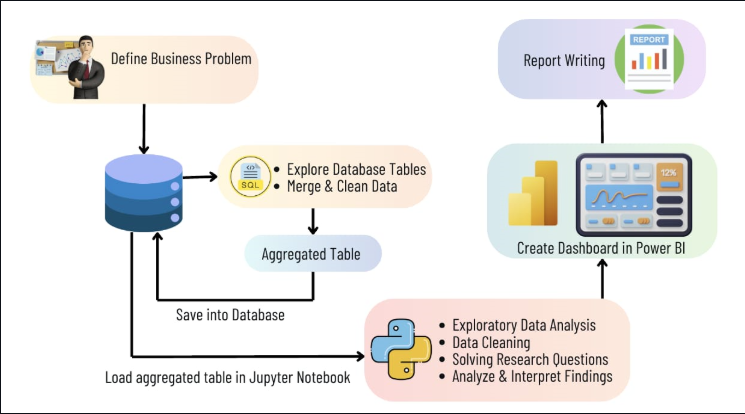 Define Business Problem
SQL
• Explore Database Tables
• Merge & Clean Data
Aggregated Table
Save into Database
Load aggregated table in Jupyter Notebook
• Exploratory Data Analysis
• Data Cleaning
• Solving Research Questions
• Analyze & Interpret Findings
12%
Create Dashboard in Power BI
Report Writing
REPORT